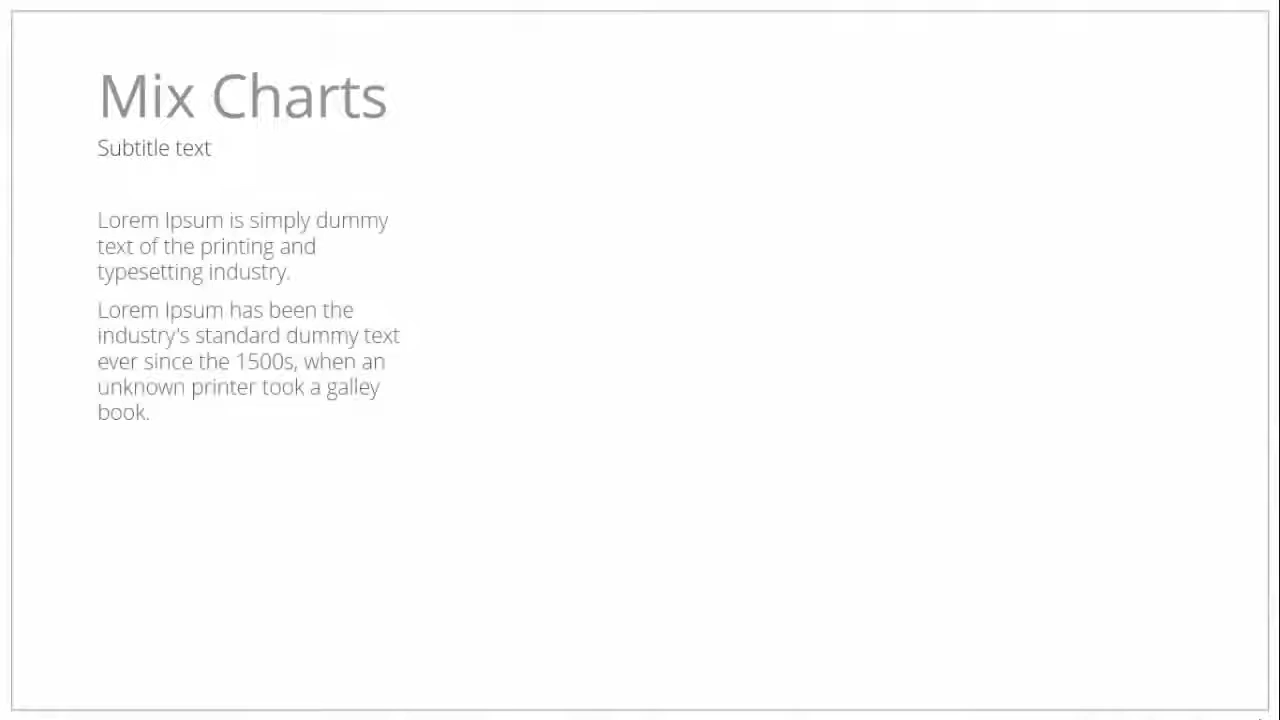 Mix Charts
Subtitle text
Lorem Ipsum is simply dummy
text of the printing and
typesetting industry.
Lorem Ipsum has been the
industry's standard dummy text
ever since the 1500s, when an
unknown printer took a galley
book.